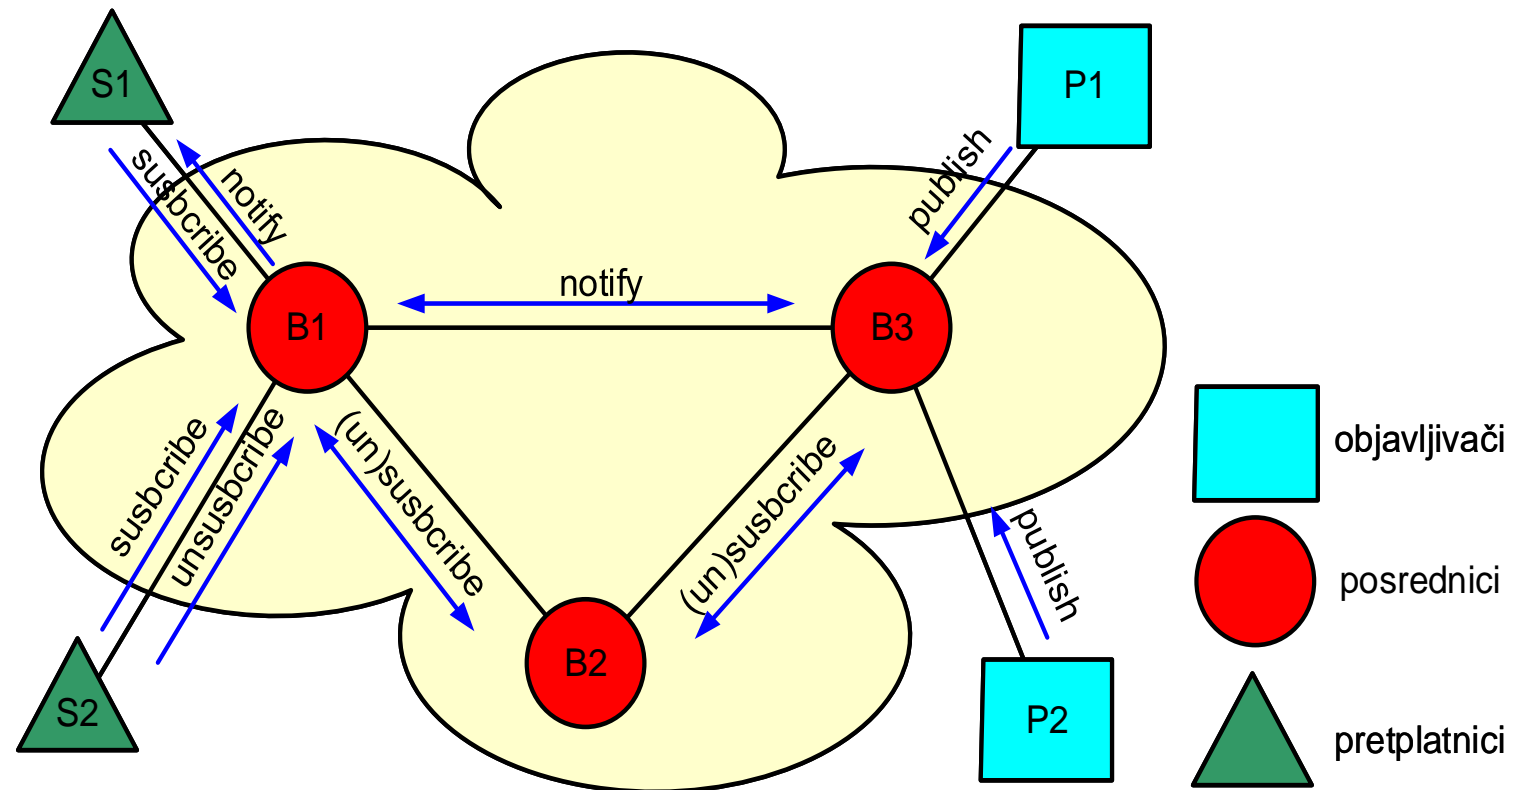 S1
P1
susbcribe
notify
publish
notify
B1
B3
susbcribe
unsusbcribe
(un)susbcribe
(un)susbcribe
publish
B2
S2
P2
objavljivači
posrednici
pretplatnici